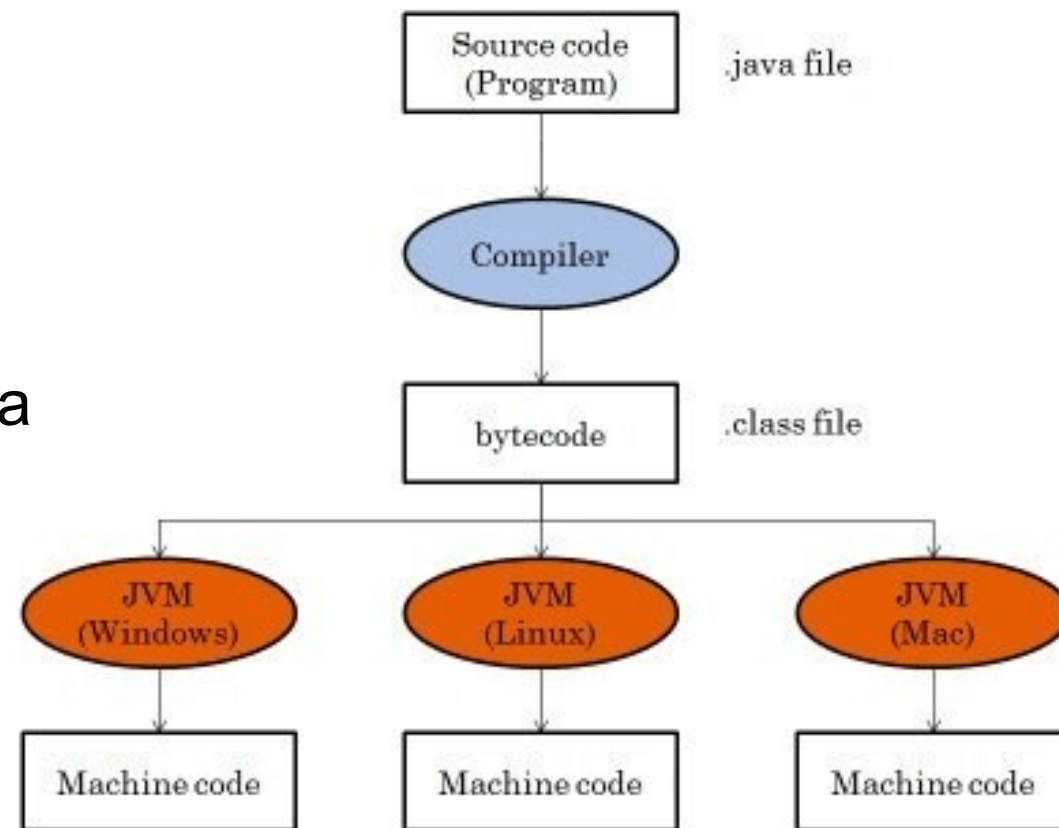 Source code
(Program)
.java file
Compiler
a
bytecode
.class file
JVM
(Windows)
JVM
(Linux)
JVM
(Mac)
Machine code
Machine code
Machine code